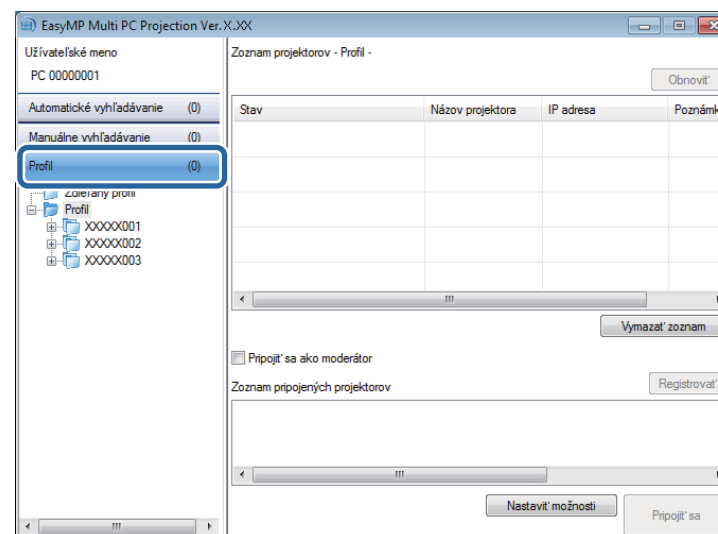 EasyMP Multi PC Projection Ver.X.XX
Užívateľské meno
PC 00000001
Automatické vyhľadávanie (0)
Manuálne vyhľadávanie (0)
Profil (0)
Zdieľaný profil
Profil
XXXXX001
XXXXX002
XXXXX003
Zoznam projektorov - Profil -
Obnoviť
Stav Názov projektora IP adresa Poznámk
Vymazať zoznam
Pripojiť sa ako moderátor
Zoznam pripojených projektorov
Registrovať
Nastaviť možnosti
Pripojiť sa